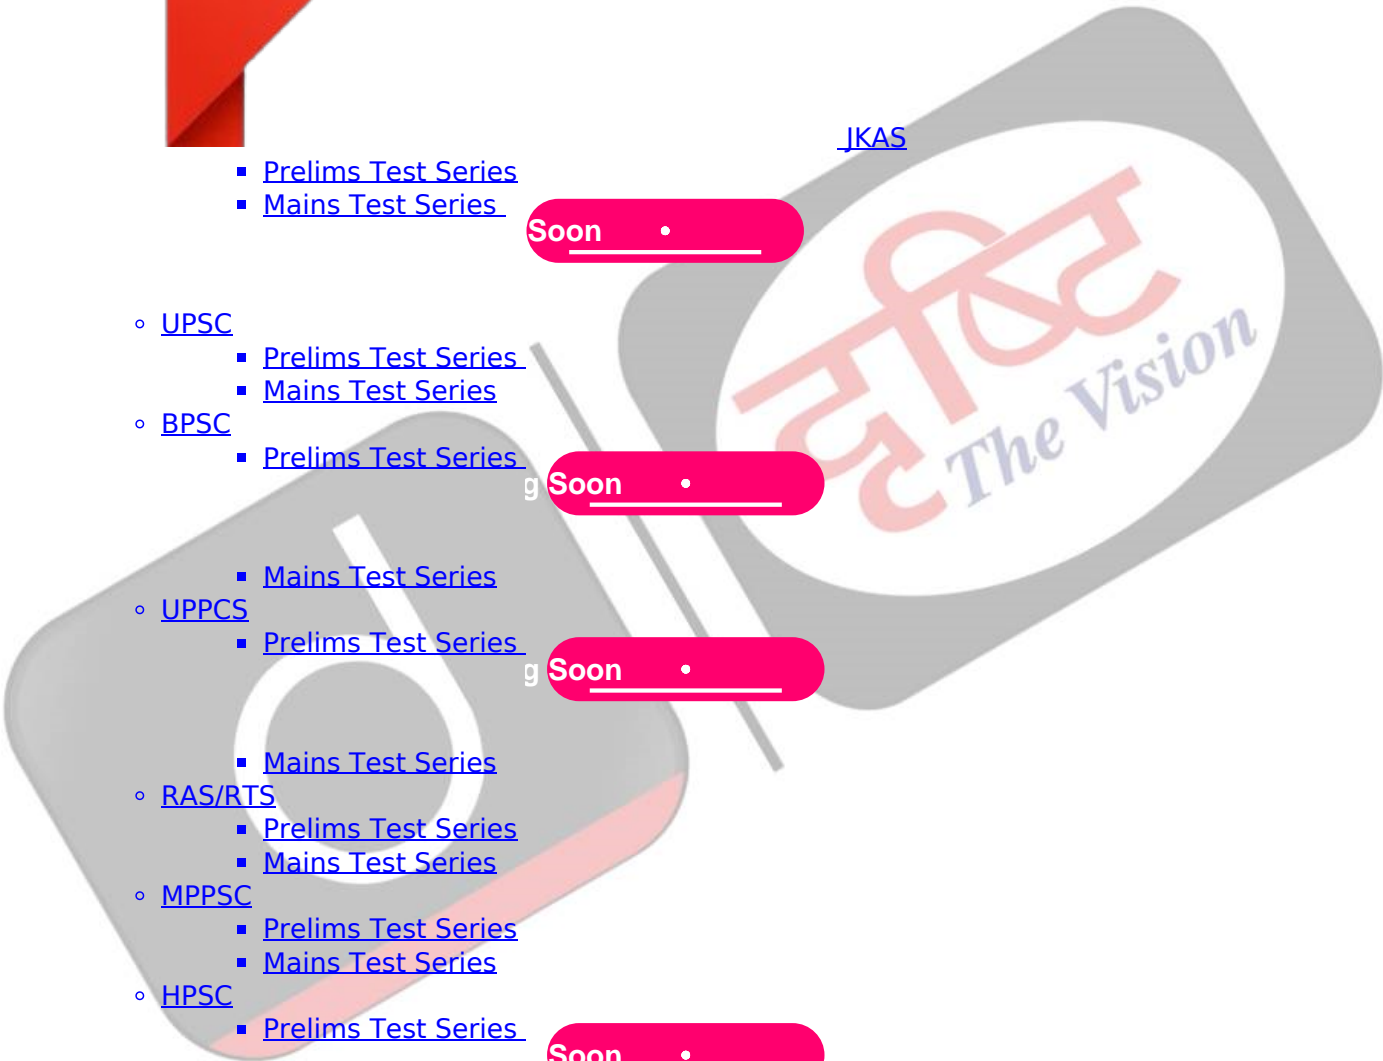 JKAS
Prelims Test Series
Mains Test Series
Soon
UPSC
Prelims Test Series
Mains Test Series
BPSC
Prelims Test Series
g Soon
Mains Test Series
UPPCS
Prelims Test Series
g Soon
Mains Test Series
RAS/RTS
Prelims Test Series
Mains Test Series
MPPSC
Prelims Test Series
Mains Test Series
HPSC
Prelims Test Series
Soon
d
दृष्टि
The Vision